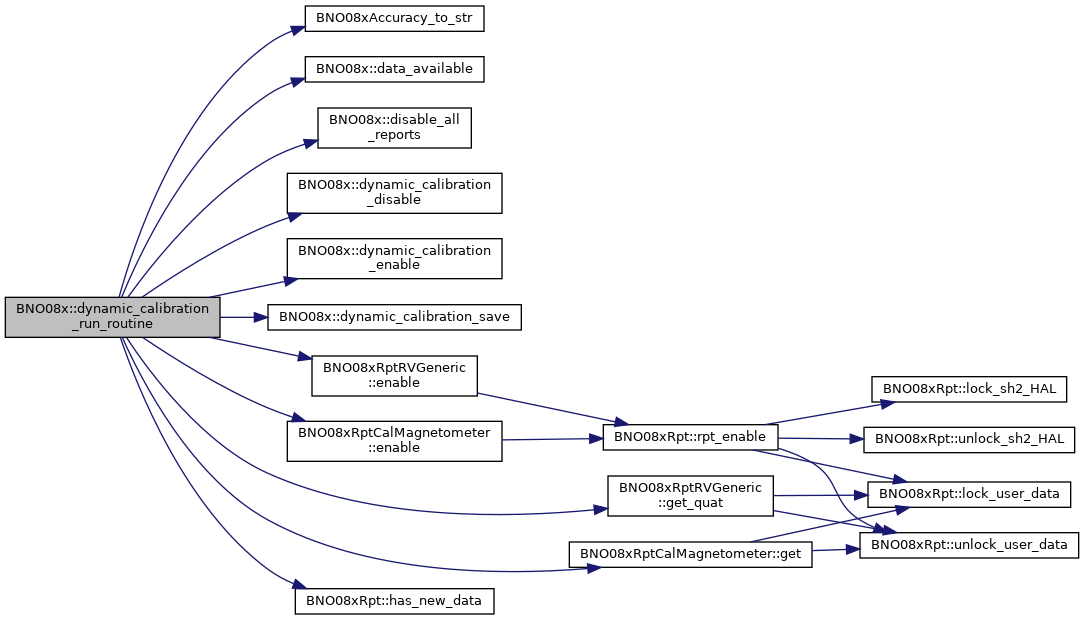 BNO08xAccuracy_to_str
BNO08x::data_available
BNO08x::disable_all
_reports
BNO08x::dynamic_calibration
_disable
BNO08x::dynamic_calibration
_enable
BNO08x::dynamic_calibration
_run_routine
BNO08x::dynamic_calibration_save
BNO08xRptRVGeneric
::enable
BNO08xRpt::lock_sh2_HAL
BNO08xRptCalMagnetometer
::enable
BNO08xRpt::rpt_enable
BNO08xRpt::unlock_sh2_HAL
BNO08xRptRVGeneric
::get_quat
BNO08xRpt::lock_user_data
BNO08xRptCalMagnetometer::get
BNO08xRpt::unlock_user_data
BNO08xRpt::has_new_data